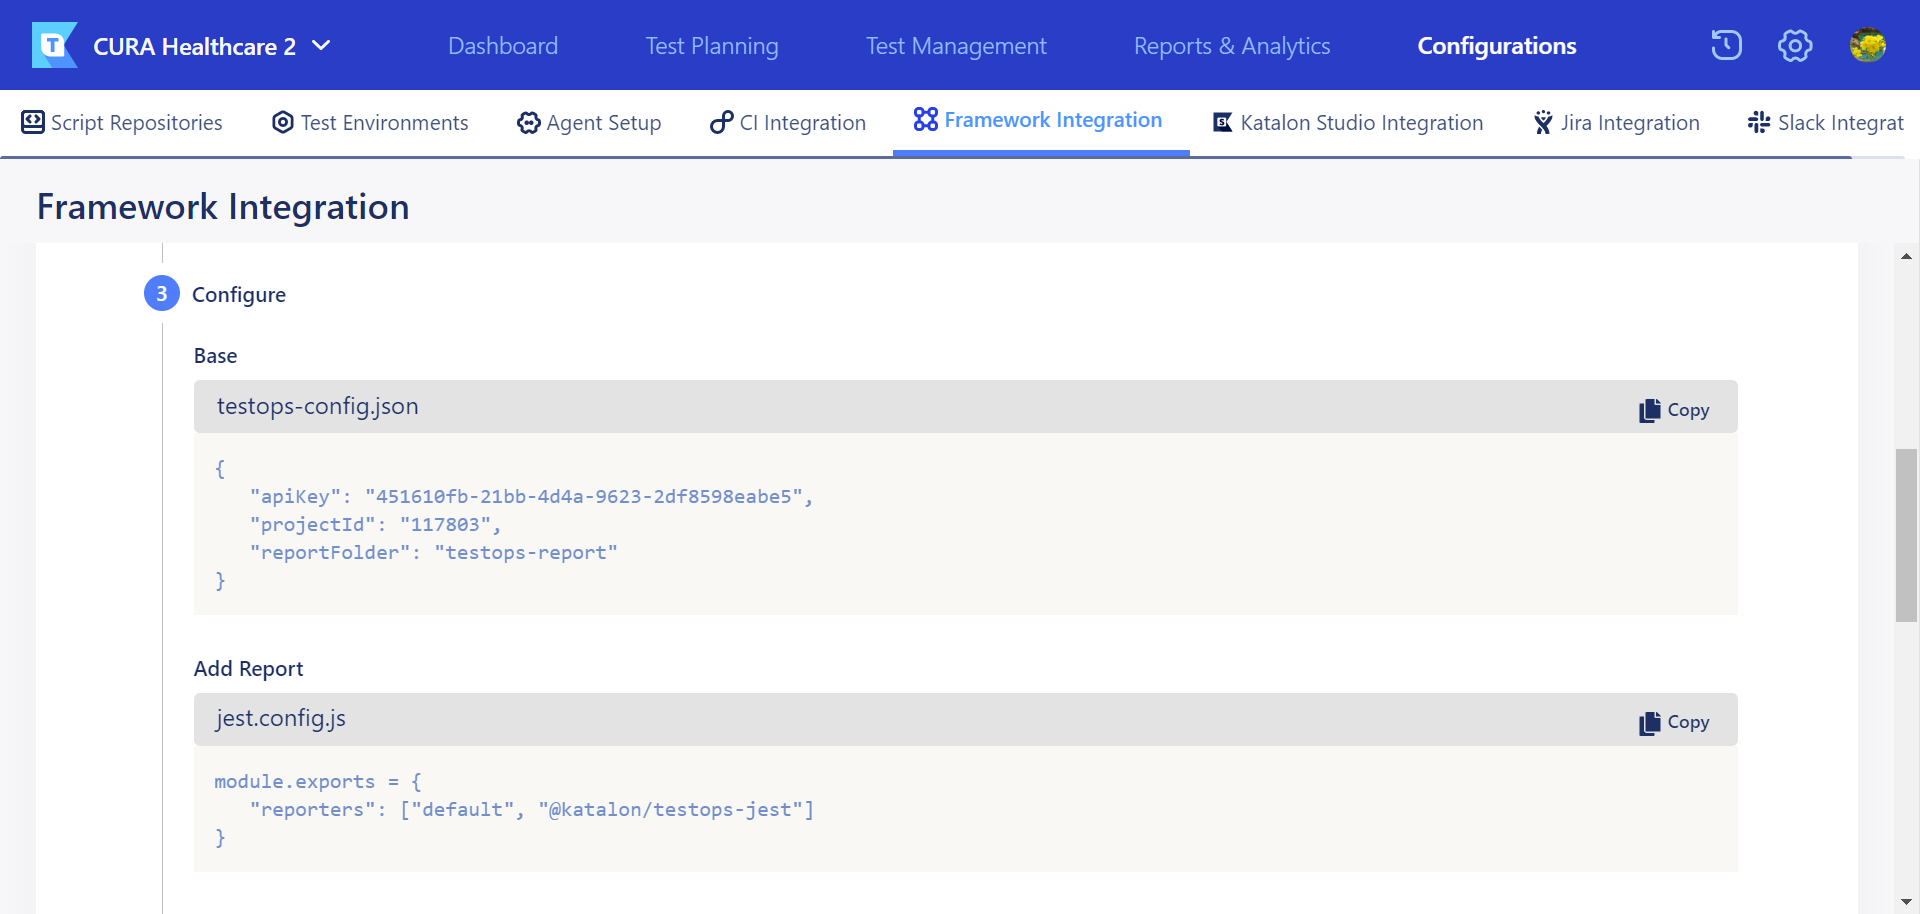 T CURA Healthcare 2 Dashboard Test Planning Test Management Reports & Analytics Configurations
Script Repositories Test Environments Agent Setup CI Integration Framework Integration Katalon Studio Integration Jira Integration Slack Integrat
Framework Integration
3 Configure
Base
testops-config.json Copy
{
"apiKey": "451610fb-21bb-4d4a-9623-2df8598eabe5",
"projectId": "117803",
"reportFolder": "testops-report"
}
Add Report
jest.config.js Copy
module.exports = {
"reporters": ["default", "@katalon/testops-jest"]
}